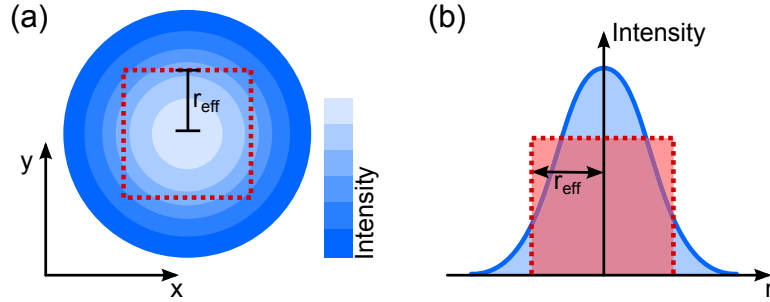 (a)
r_eff
y
x
Intensity
(b)
Intensity
r_eff
r